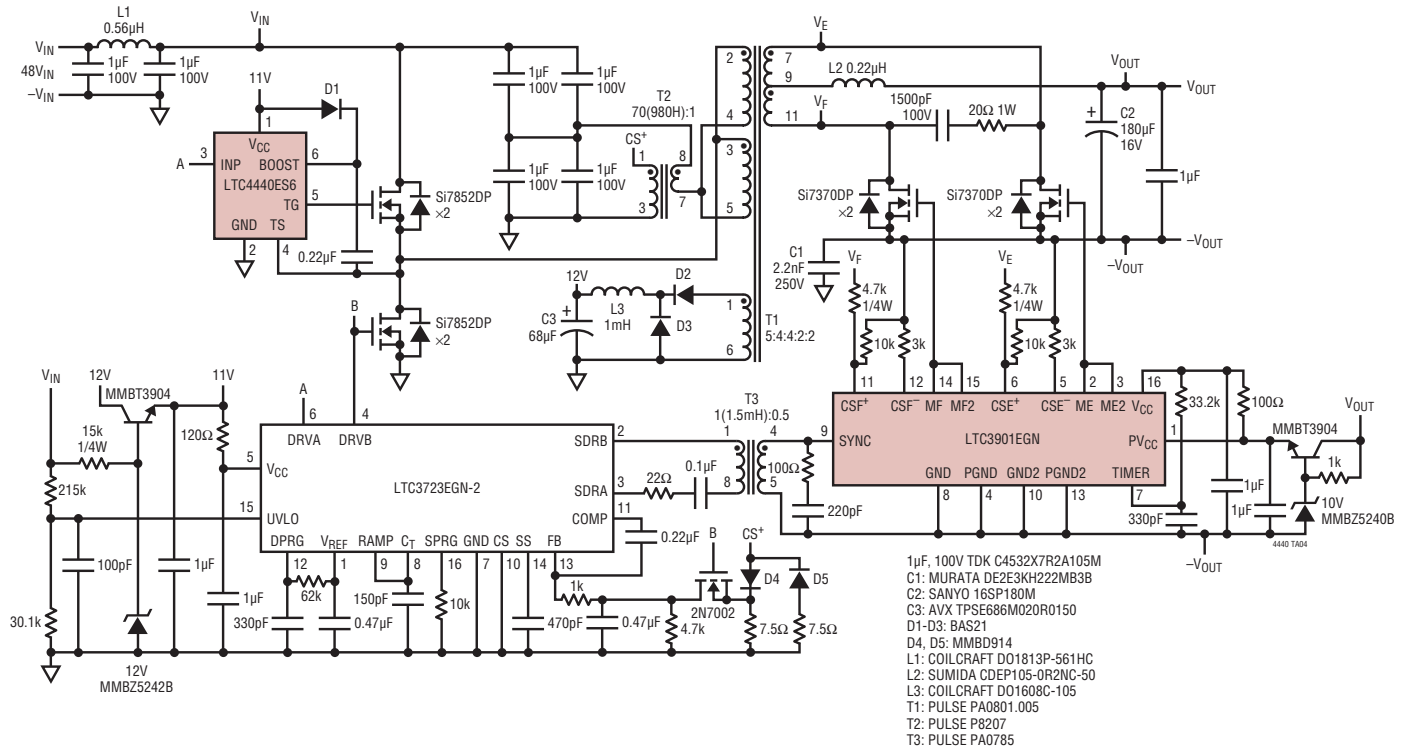 L1
0.56µH
VIN
VIN
48VIN
–VIN
1µF
100V
1µF
100V
11V
D1
1
VCC
A
3
INP
BOOST
6
LTC4440ES6
TG
5
GND
TS
2
4
0.22µF
Si7852DP
×2
B
Si7852DP
×2
1µF
100V
1µF
100V
T2
70(980H):1
CS+
1
8
3
7
1µF
100V
1µF
100V
2
4
3
5
12V
L3
1mH
D2
D3
C3
68µF
+
1
6
T1
5:4:4:2:2
VE
7
9
11
L2 0.22µH
VF
1500pF
100V
20Ω 1W
VOUT
VOUT
+
C2
180µF
16V
1µF
Si7370DP
×2
Si7370DP
×2
–VOUT
–VOUT
C1
2.2nF
250V
VF
4.7k
1/4W
10k
3k
VE
4.7k
1/4W
10k
3k
11
12
14
15
6
5
2
3
16
CSF+
CSF–
MF
MF2
CSE+
CSE–
ME
ME2
VCC
9
SYNC
LTC3901EGN
PVCC
1
GND
PGND
GND2
PGND2
TIMER
8
4
10
13
7
33.2k
100Ω
MMBT3904
VOUT
1k
10V
MMBZ5240B
1µF
1µF
330pF
–VOUT
4440 TA04
VIN
12V
MMBT3904
11V
15k
1/4W
120Ω
215k
30.1k
100pF
12V
MMBZ5242B
1µF
1µF
A
6
4
DRVA
DRVB
5
VCC
15
UVLO
LTC3723EGN-2
SDRB
2
SDRA
3
COMP
11
DPRG
VREF
RAMP
CT
SPRG
GND
CS
SS
FB
12
1
9
8
16
7
10
14
13
62k
330pF
0.47µF
150pF
10k
470pF
0.22µF
1k
0.47µF
4.7k
B
2N7002
CS+
D4
D5
7.5Ω
7.5Ω
22Ω
0.1µF
T3
1(1.5mH):0.5
1
4
8
5
100Ω
220pF
1µF, 100V TDK C4532X7R2A105M
C1: MURATA DE2E3KH222MB3B
C2: SANYO 16SP180M
C3: AVX TPSE686M020R0150
D1-D3: BAS21
D4, D5: MMBD914
L1: COILCRAFT DO1813P-561HC
L2: SUMIDA CDEP105-0R2NC-50
L3: COILCRAFT DO1608C-105
T1: PULSE PA0801.005
T2: PULSE P8207
T3: PULSE PA0785